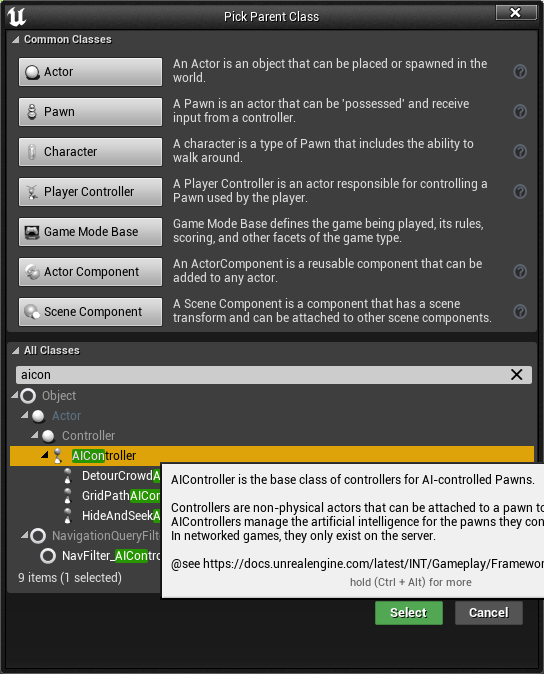 Pick Parent Class
Common Classes
Actor
An Actor is an object that can be placed or spawned in the
world.
Pawn
A Pawn is an actor that can be 'possessed' and receive
input from a controller.
Character
A character is a type of Pawn that includes the ability to
walk around.
Player Controller
A Player Controller is an actor responsible for controlling a
Pawn used by the player.
Game Mode Base
Game Mode Base defines the game being played, its rules,
scoring, and other facets of the game type.
Actor Component
An ActorComponent is a reusable component that can be
added to any actor.
Scene Component
A Scene Component is a component that has a scene
transform and can be attached to other scene components.
All Classes
aicon
Object
Actor
Controller
AIController
DetourCrowdA
GridPathAICon
HideAndSeekA
NavigationQueryFilt
NavFilter_AIContro
9 items (1 selected)
AIController is the base class of controllers for AI-controlled Pawns.
Controllers are non-physical actors that can be attached to a pawn to
AIControllers manage the artificial intelligence for the pawns they con
In networked games, they only exist on the server.
@see https://docs.unrealengine.com/latest/INT/Gameplay/Framewor
hold (Ctrl + Alt) for more
Select
Cancel